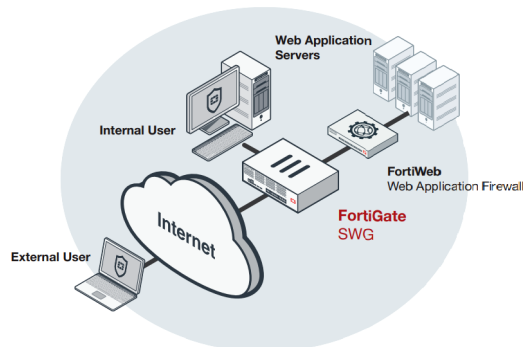 Web Application
Servers
Internal User
FortiWeb
Web Application Firewall
FortiGate
SWG
Internet
External User